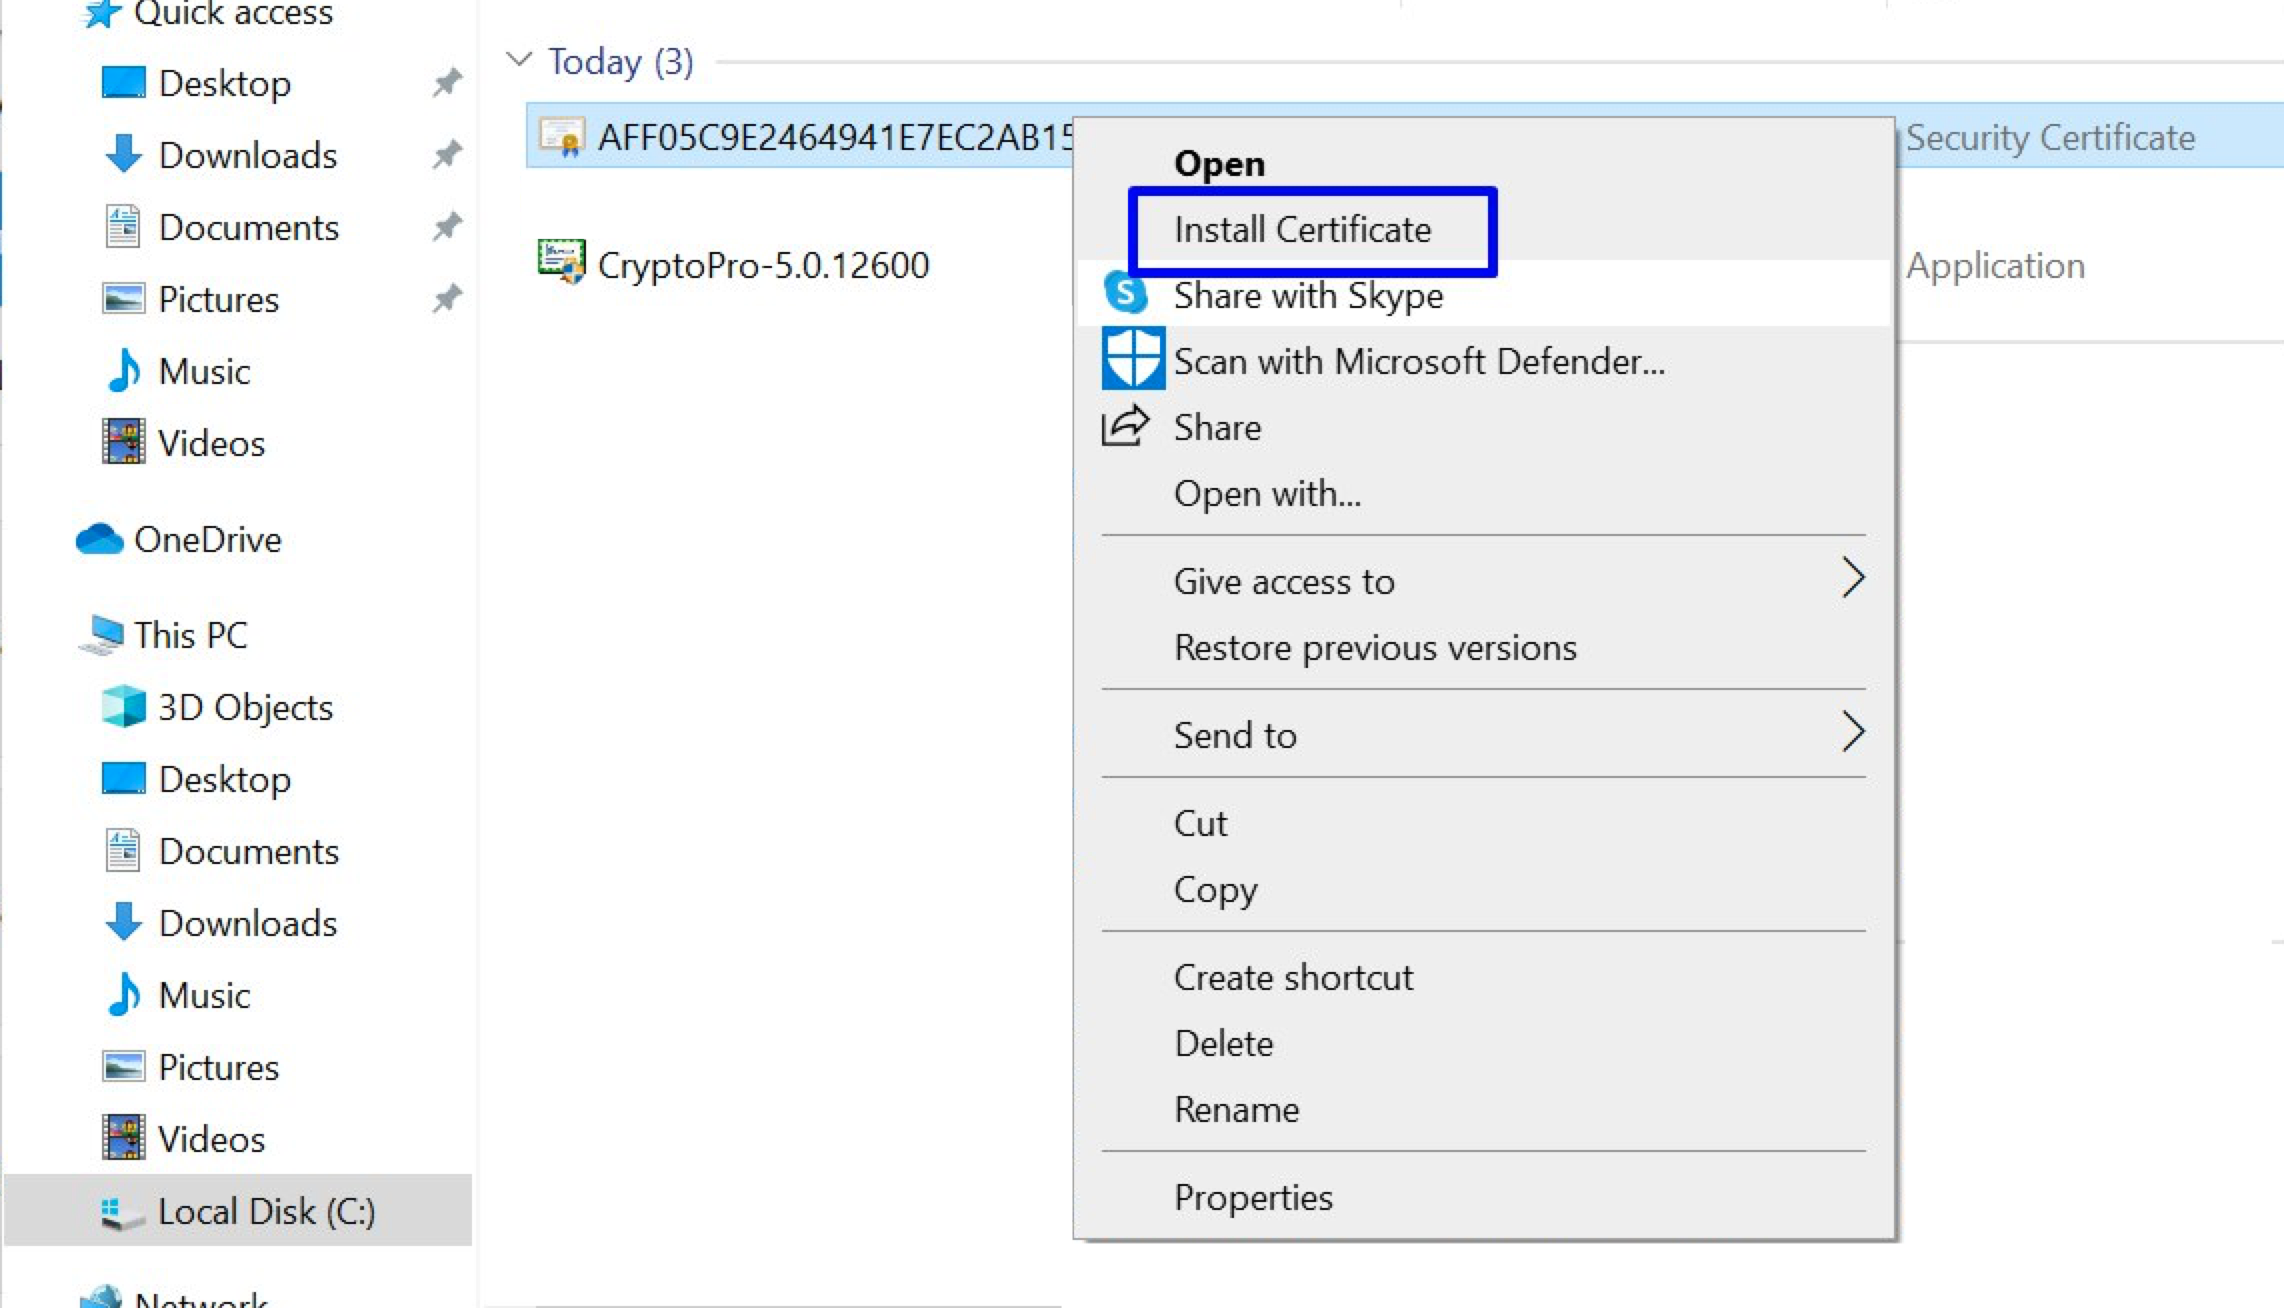 Quick access
Desktop
Downloads
Documents
Pictures
Music
Videos
OneDrive
This PC
3D Objects
Desktop
Documents
Downloads
Music
Pictures
Videos
Local Disk (C:)
Network
Today (3)
AFF05C9E2464941E7EC2AB15
Security Certificate
CryptoPro-5.0.12600
Application
Open
Install Certificate
Share with Skype
Scan with Microsoft Defender...
Share
Open with...
Give access to
Restore previous versions
Send to
Cut
Copy
Create shortcut
Delete
Rename
Properties